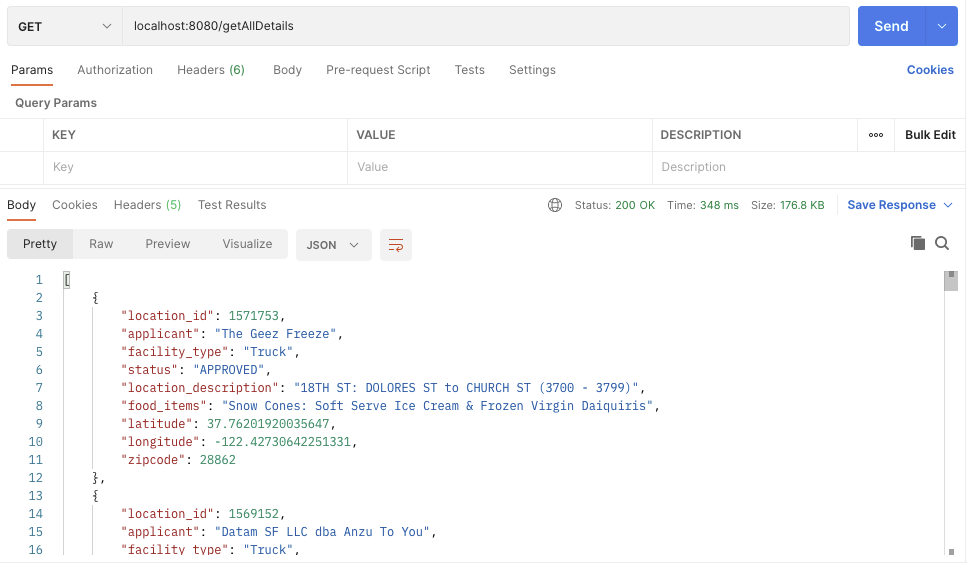 GET localhost:8080/getAllDetails Send
Params Authorization Headers (6) Body Pre-request Script Tests Settings Cookies
Query Params
KEY VALUE DESCRIPTION ooo Bulk Edit
Key Value Description
Body Cookies Headers (5) Test Results Status: 200 OK Time: 348 ms Size: 176.8 KB Save Response
Pretty Raw Preview Visualize JSON
1 [
2 {
3 "location_id": 1571753,
4 "applicant": "The Geez Freeze",
5 "facility_type": "Truck",
6 "status": "APPROVED",
7 "location_description": "18TH ST: DOLORES ST to CHURCH ST (3700 - 3799)",
8 "food_items": "Snow Cones: Soft Serve Ice Cream & Frozen Virgin Daiquiris",
9 "latitude": 37.76201920035647,
10 "longitude": -122.42730642251331,
11 "zipcode": 28862
12 },
13 {
14 "location_id": 1569152,
15 "applicant": "Datam SF LLC dba Anzu To You",
16 "facility_type": "Truck",